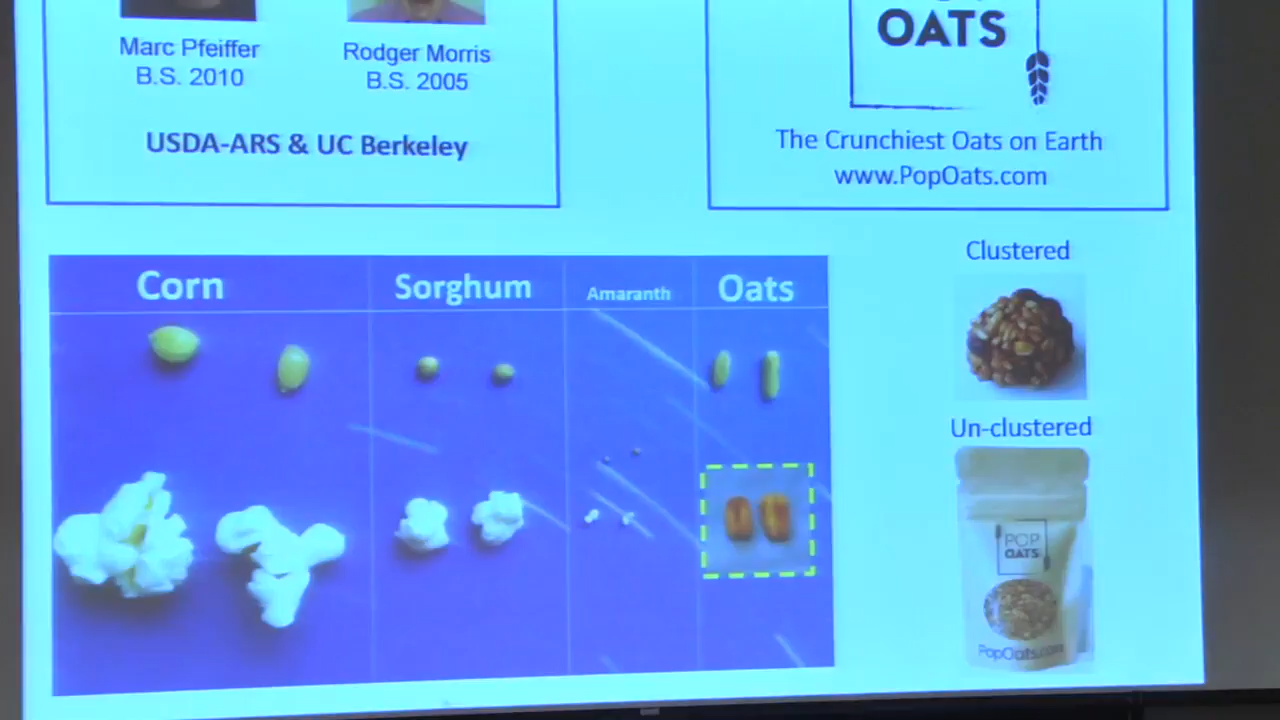 Marc Pfeiffer
B.S. 2010
Rodger Morris
B.S. 2005
USDA-ARS & UC Berkeley
OATS
The Crunchiest Oats on Earth
www.PopOats.com
Corn
Sorghum
Amaranth
Oats
Clustered
Un-clustered
POP
OATS
PopOats.com